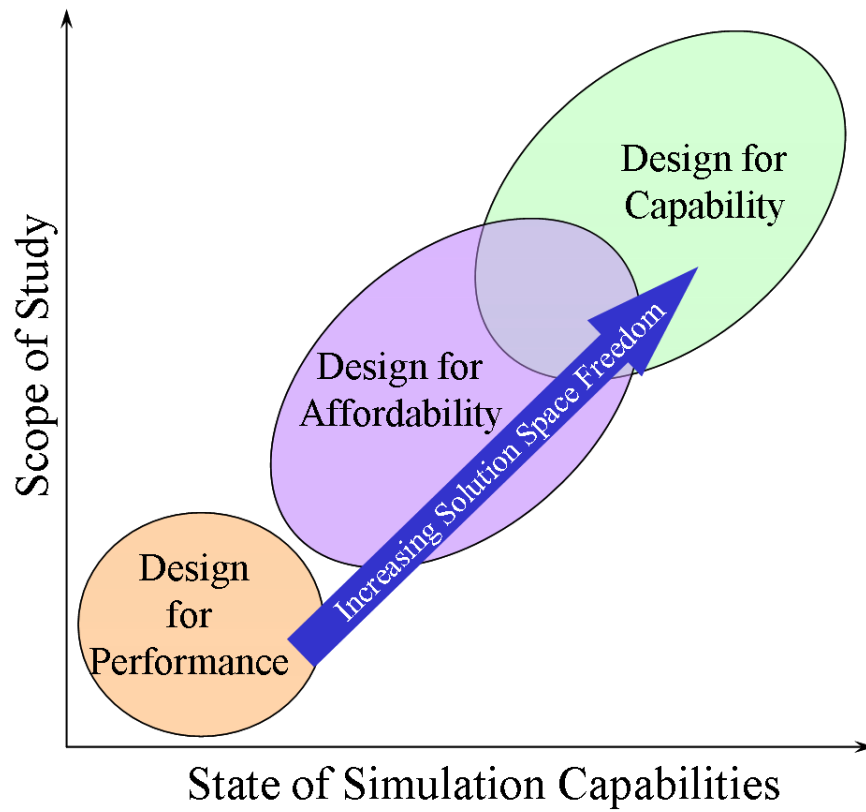 Design for
Capability
Design for
Affordability
Increasing Solution Space Freedom
Design
for
Performance
Scope of Study
State of Simulation Capabilities